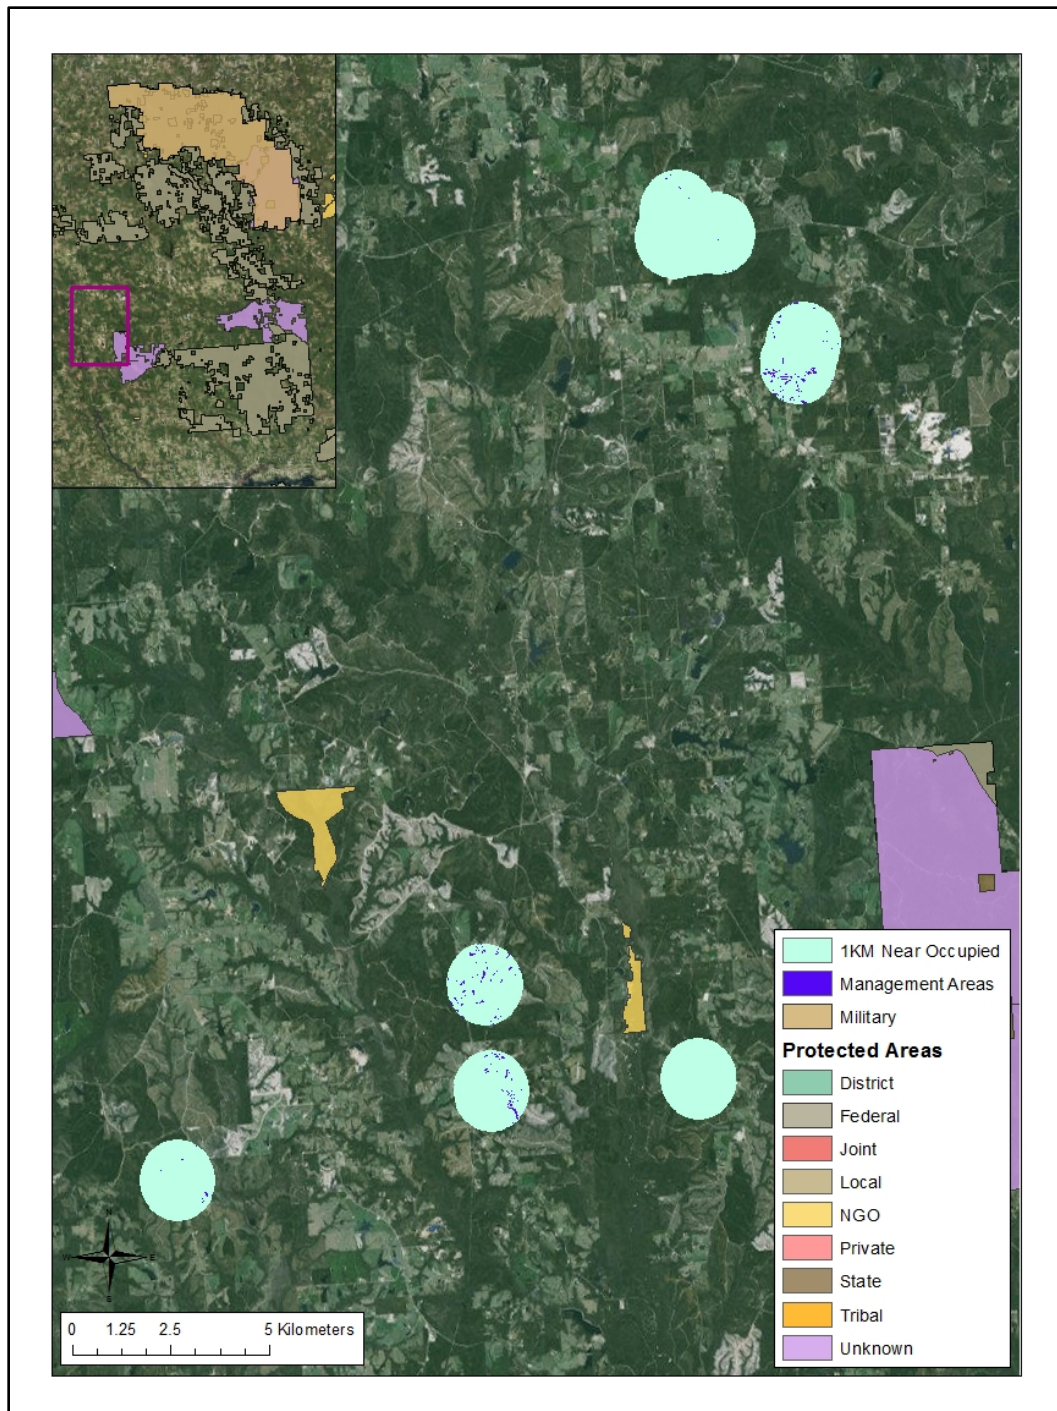 1KM Near Occupied
Management Areas
Military
Protected Areas
District
Federal
Joint
Local
NGO
Private
State
Tribal
Unknown
N
W E
S
0 1.25 2.5 5 Kilometers